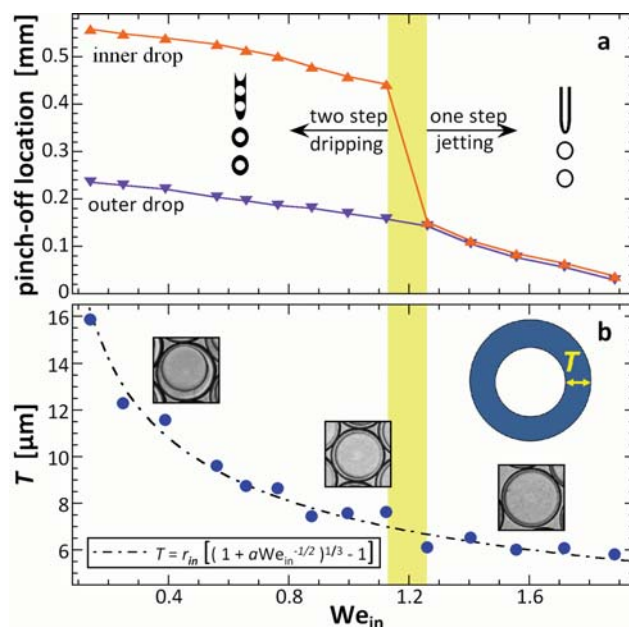 a
pinch-off location [mm]
0.5
0.4
0.3
0.2
0.1
0
inner drop
two step
dripping
one step
jetting
outer drop
b
T [μm]
16
14
12
10
8
6
T
T = r_in [( 1 + aWe_in^-1/2 )^1/3 - 1]
0.4
0.8
1.2
1.6
We_in